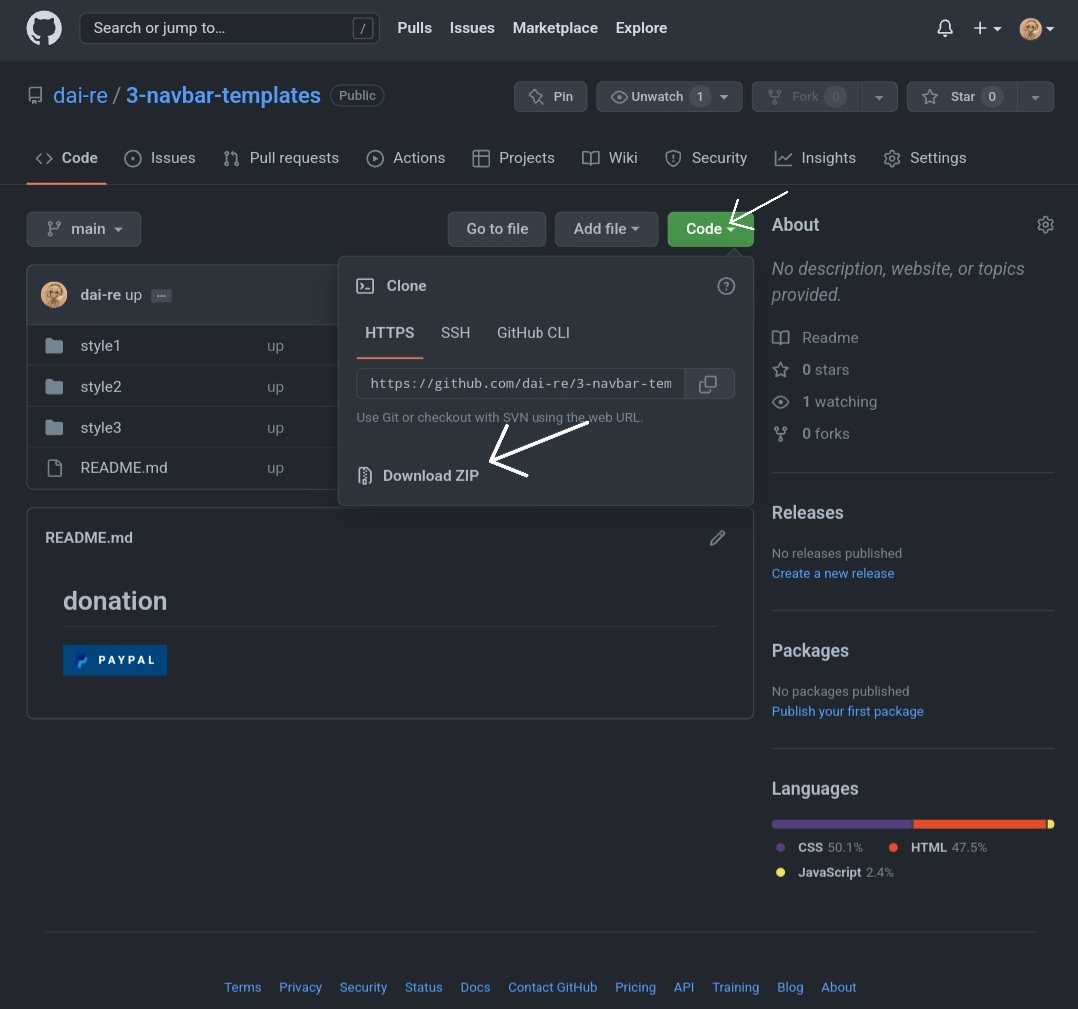 Search or jump to… /
Pulls Issues Marketplace Explore
dai-re / 3-navbar-templates Public
Pin Unwatch 1 Fork 0 Star 0
Code Issues Pull requests Actions Projects Wiki Security Insights Settings
main Go to file Add file Code
dai-re up ...
style1 up
style2 up
style3 up
README.md up
Clone ?
HTTPS SSH GitHub CLI
https://github.com/dai-re/3-navbar-tem
Use Git or checkout with SVN using the web URL.
Download ZIP
README.md
donation
PAYPAL
About
No description, website, or topics
provided.
Readme
0 stars
1 watching
0 forks
Releases
No releases published
Create a new release
Packages
No packages published
Publish your first package
Languages
CSS 50.1% HTML 47.5%
JavaScript 2.4%
Terms Privacy Security Status Docs Contact GitHub Pricing API Training Blog About